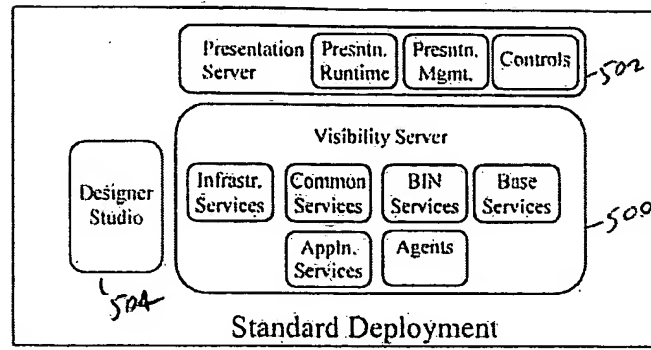 Presentation Server
Presntn. Runtime
Presntn. Mgmt.
Controls
502
Visibility Server
Designer Studio
Infrastr. Services
Common Services
BIN Services
Base Services
500
Appln. Services
Agents
504
Standard Deployment